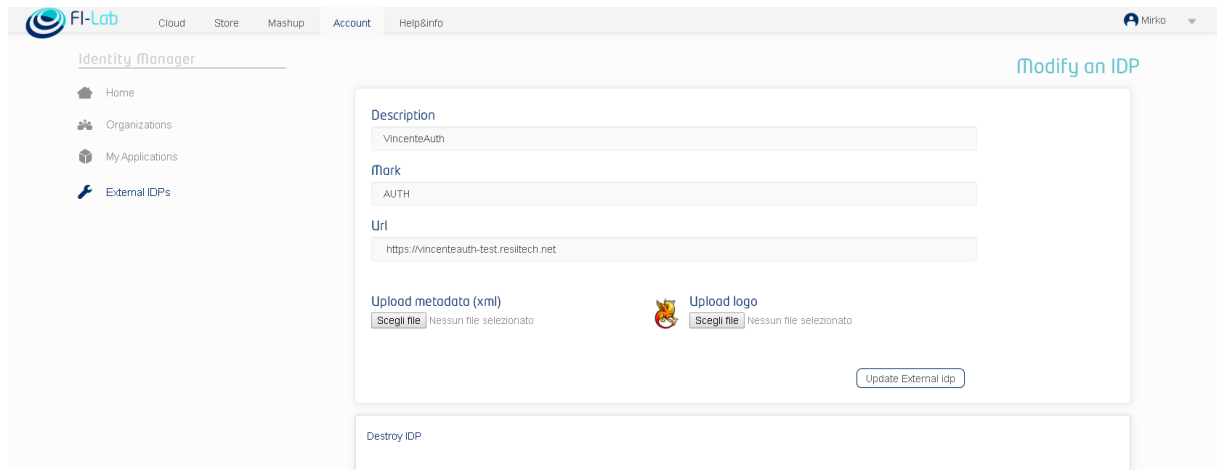 FI-Lab Cloud Store Mashup Account Help&info Mirko
Identity Manager
Modify an IDP
Home
Organizations
My Applications
External IDPs
Description
VincenteAuth
Mark
AUTH
Url
https://vincenteauth-test.resiltech.net
Upload metadata (xml) Upload logo
Scegli file Nessun file selezionato Scegli file Nessun file selezionato
Update External idp
Destroy IDP